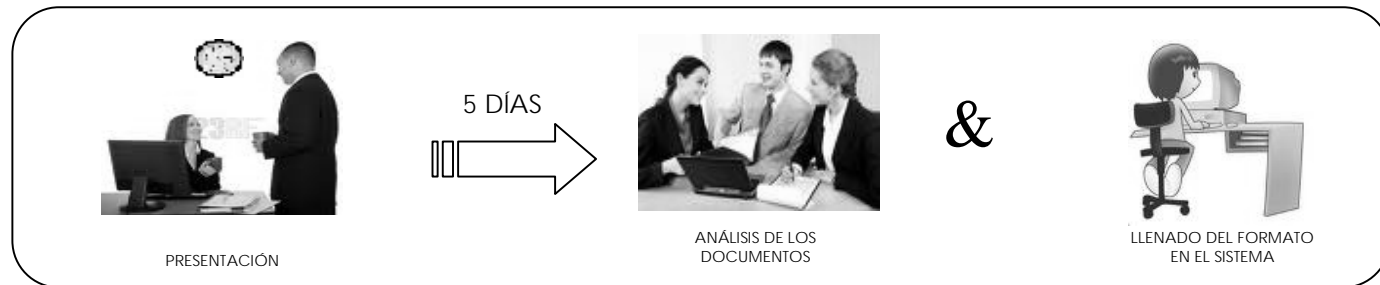 5 DÍAS
&
PRESENTACIÓN
ANÁLISIS DE LOS
DOCUMENTOS
LLENADO DEL FORMATO
EN EL SISTEMA